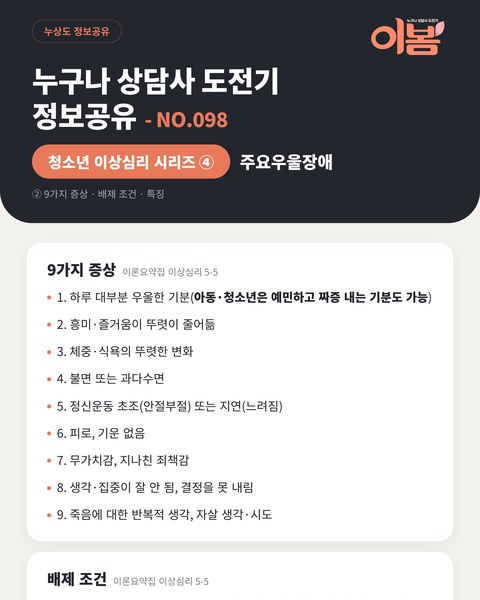 누상도 정보공유
누구나 상담사 도전기
이봄
누구나 상담사 도전기
정보공유 - NO.098
청소년 이상심리 시리즈 ④ 주요우울장애
② 9가지 증상 · 배제 조건 · 특징
9가지 증상 이론요약집 이상심리 5-5
• 1. 하루 대부분 우울한 기분(아동·청소년은 예민하고 짜증 내는 기분도 가능)
• 2. 흥미·즐거움이 뚜렷이 줄어듦
• 3. 체중·식욕의 뚜렷한 변화
• 4. 불면 또는 과다수면
• 5. 정신운동 초조(안절부절) 또는 지연(느려짐)
• 6. 피로, 기운 없음
• 7. 무가치감, 지나친 죄책감
• 8. 생각·집중이 잘 안 됨, 결정을 못 내림
• 9. 죽음에 대한 반복적 생각, 자살 생각·시도
배제 조건 이론요약집 이상심리 5-5